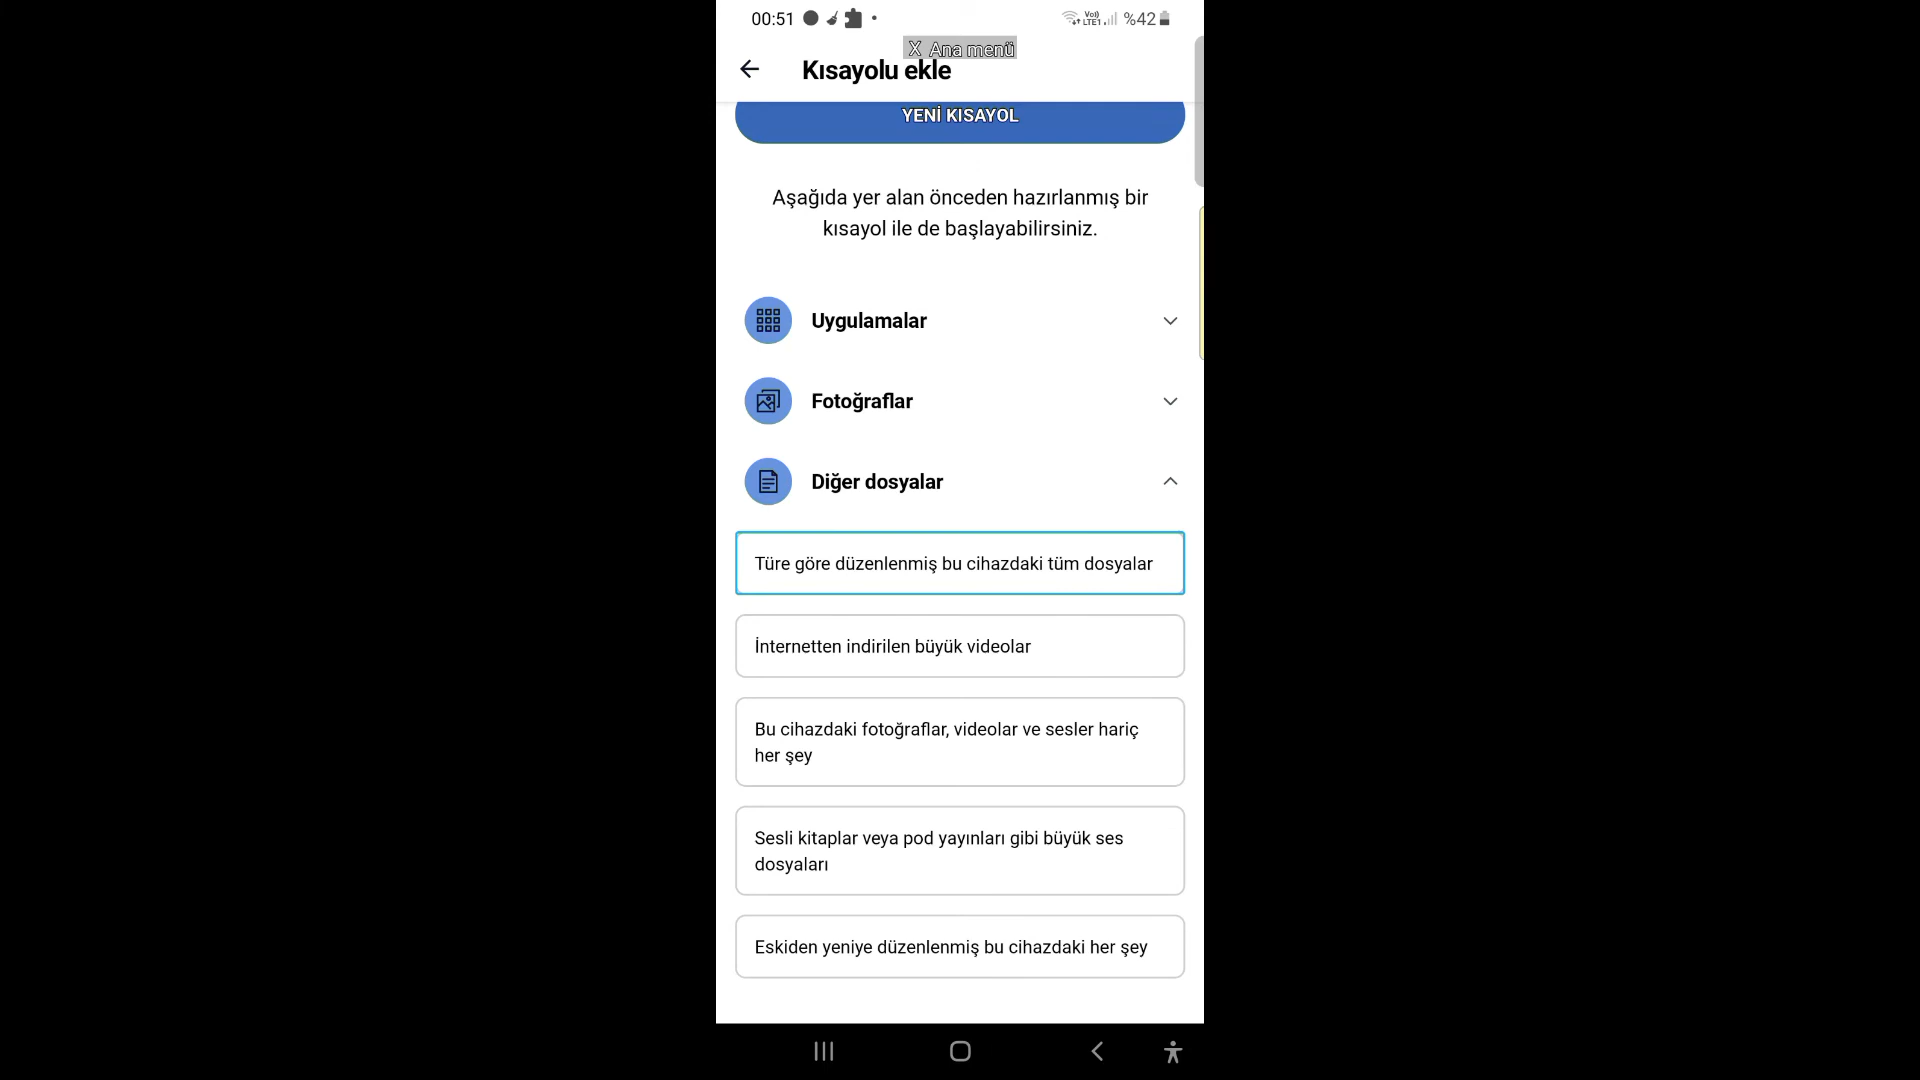 00:51
Vo)) LTE1 %42
X Ana menü
Kısayolu ekle
YENİ KISAYOL
Aşağıda yer alan önceden hazırlanmış bir
kısayol ile de başlayabilirsiniz.
Uygulamalar
Fotoğraflar
Diğer dosyalar
Türe göre düzenlenmiş bu cihazdaki tüm dosyalar
İnternetten indirilen büyük videolar
Bu cihazdaki fotoğraflar, videolar ve sesler hariç
her şey
Sesli kitaplar veya pod yayınları gibi büyük ses
dosyaları
Eskiden yeniye düzenlenmiş bu cihazdaki her şey